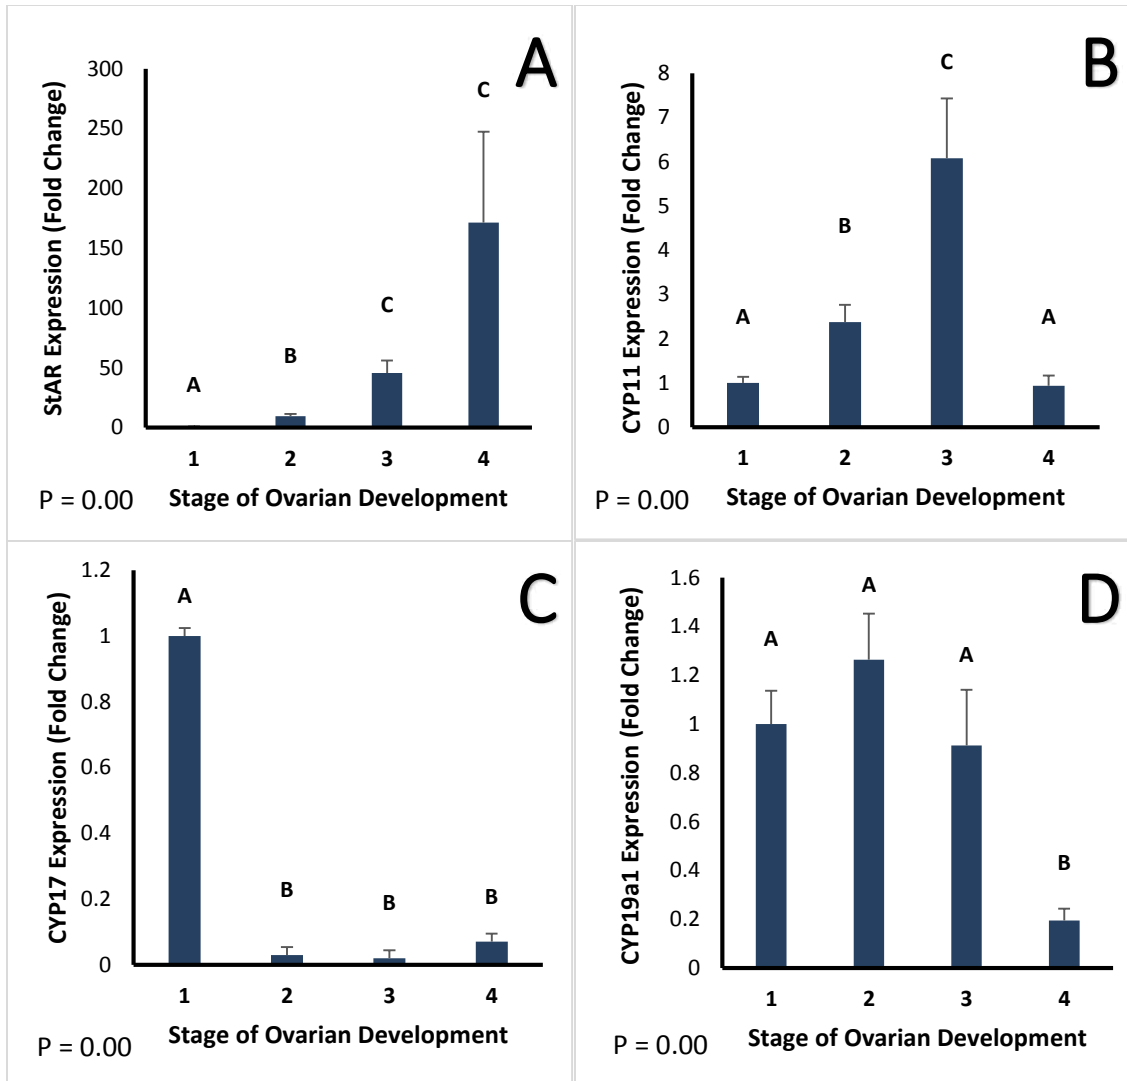 A
StAR Expression (Fold Change)
300
250
200
150
100
50
0
A
B
C
C
1 2 3 4
P = 0.00 Stage of Ovarian Development
B
CYP11 Expression (Fold Change)
8
7
6
5
4
3
2
1
0
A
B
C
A
1 2 3 4
P = 0.00 Stage of Ovarian Development
C
CYP17 Expression (Fold Change)
1.2
1
0.8
0.6
0.4
0.2
0
A
B
B
B
1 2 3 4
P = 0.00 Stage of Ovarian Development
D
CYP19a1 Expression (Fold Change)
1.6
1.4
1.2
1
0.8
0.6
0.4
0.2
0
A
A
A
B
1 2 3 4
P = 0.00 Stage of Ovarian Development